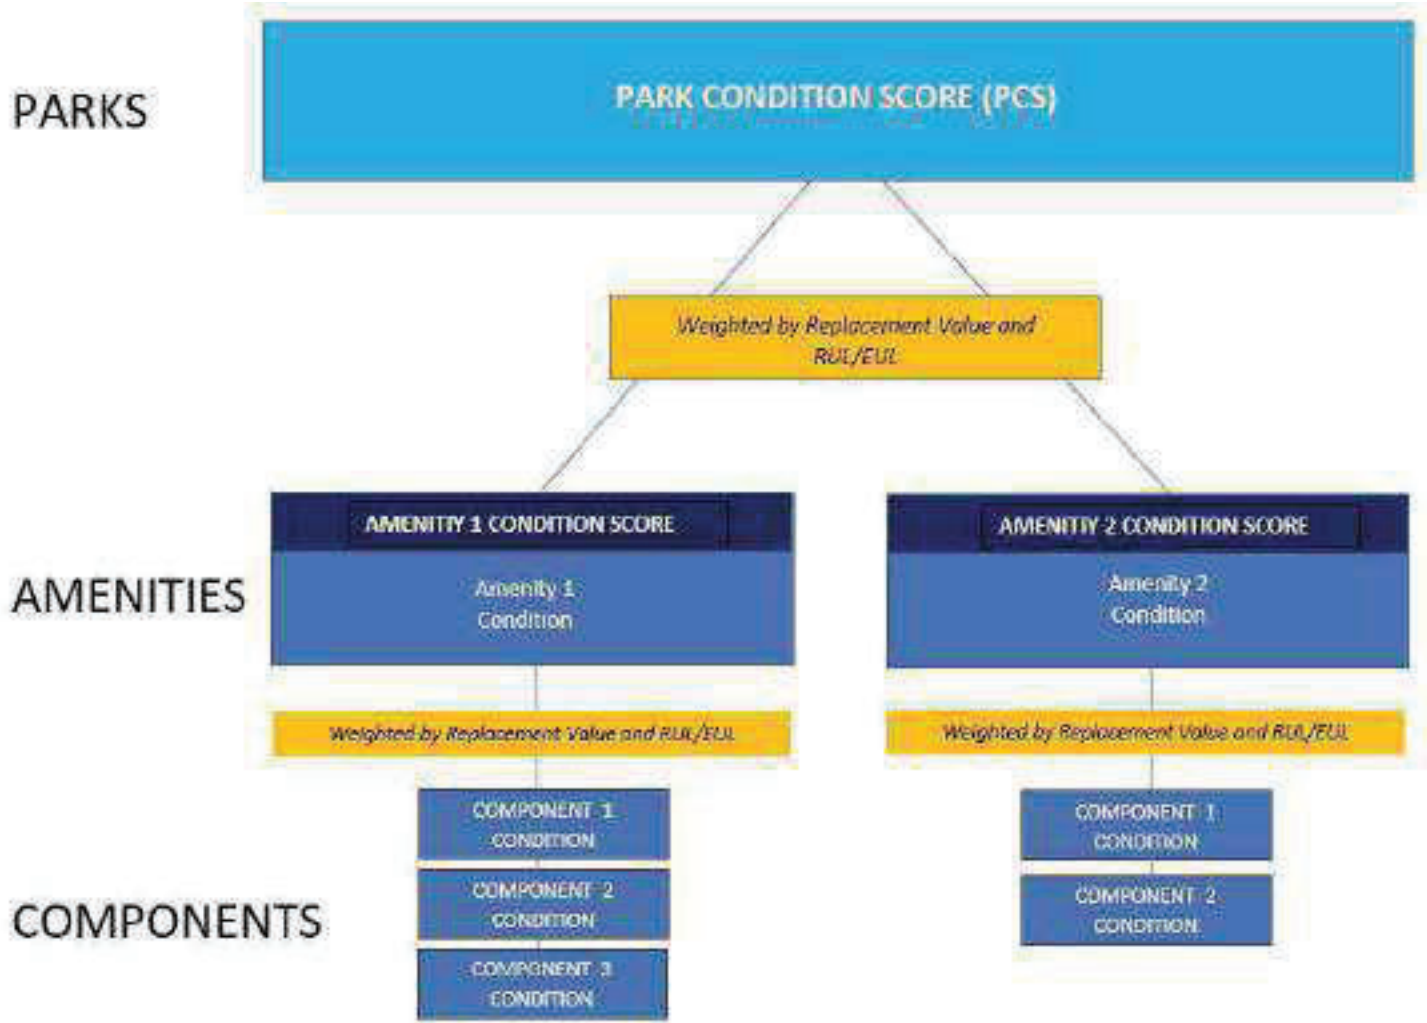 PARKS
PARK CONDITION SCORE (PCS)
Weighted by Replacement Value and
RUL/EUL
AMENITIES
AMENITIY 1 CONDITION SCORE
Amenity 1
Condition
AMENITIY 2 CONDITION SCORE
Amenity 2
Condition
Weighted by Replacement Value and RUL/EUL
Weighted by Replacement Value and RUL/EUL
COMPONENTS
COMPONENT 1
CONDITION
COMPONENT 2
CONDITION
COMPONENT 3
CONDITION
COMPONENT 1
CONDITION
COMPONENT 2
CONDITION